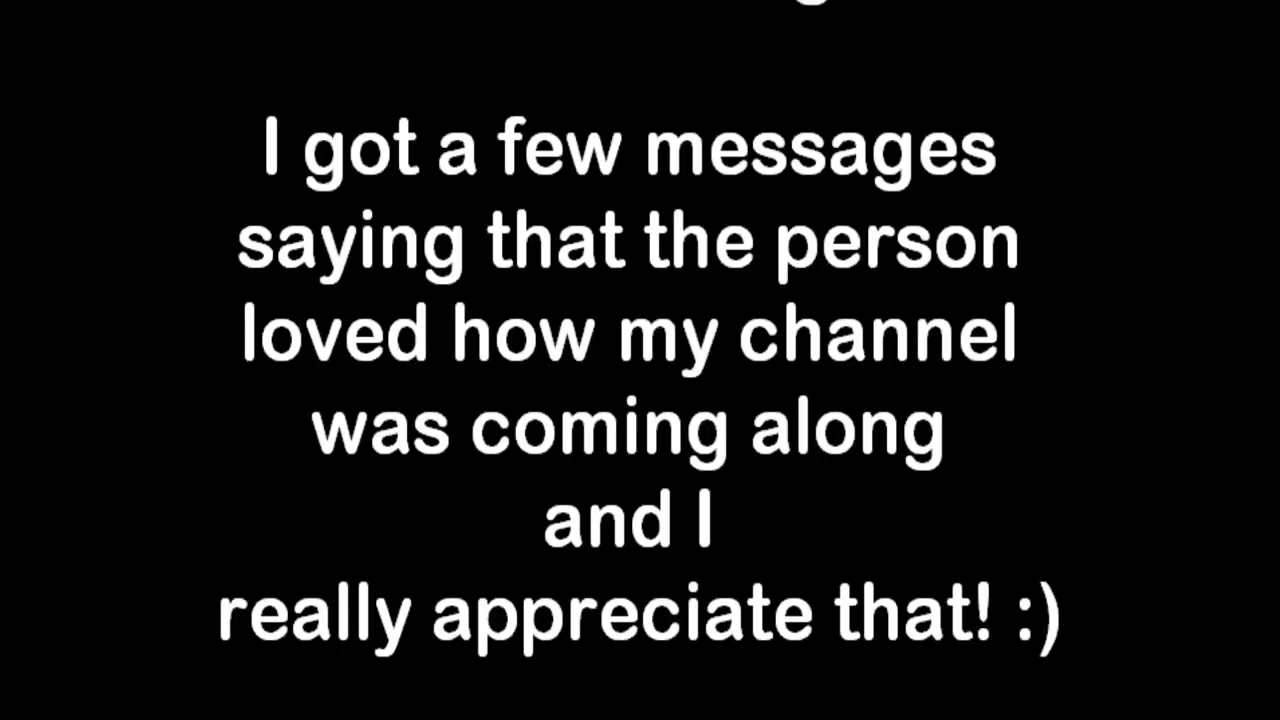 I got a few messages
saying that the person
loved how my channel
was coming along
and I
really appreciate that! :)